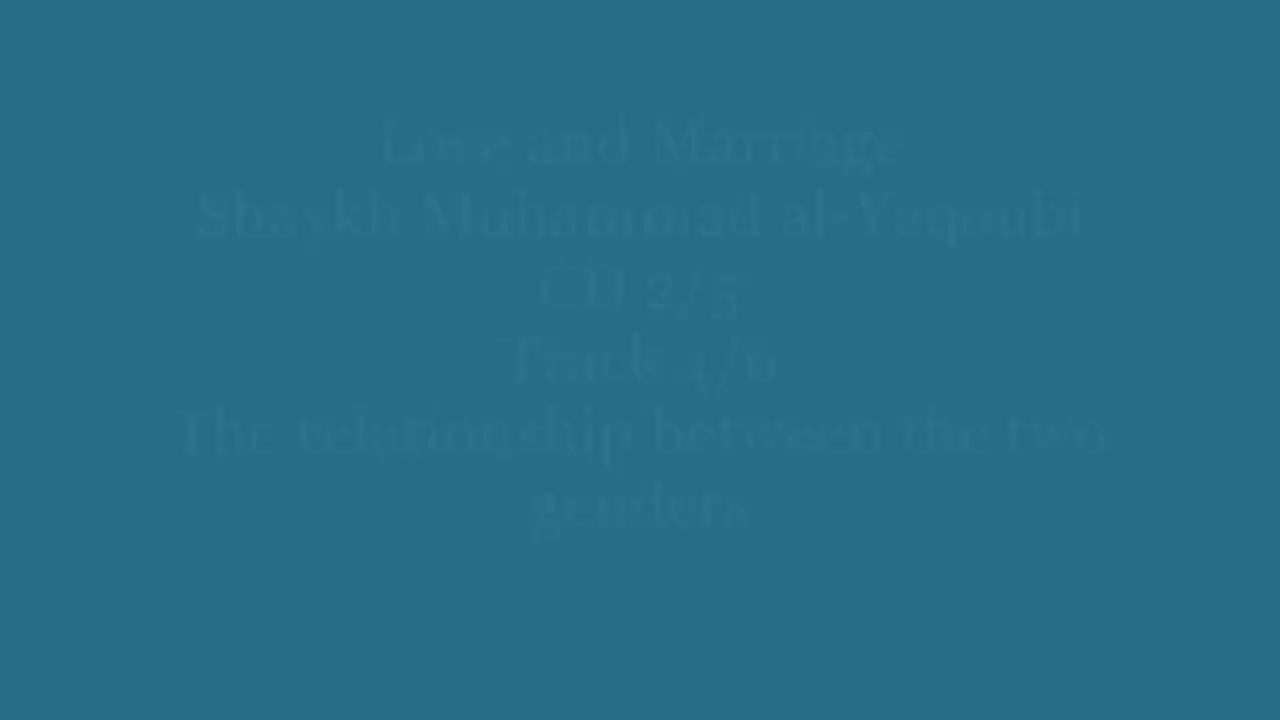 Love and Marriage
Shaykh Muhammad al-Yaqoubi
CD 2/5
Track 4/6
The relationship between the two
genders